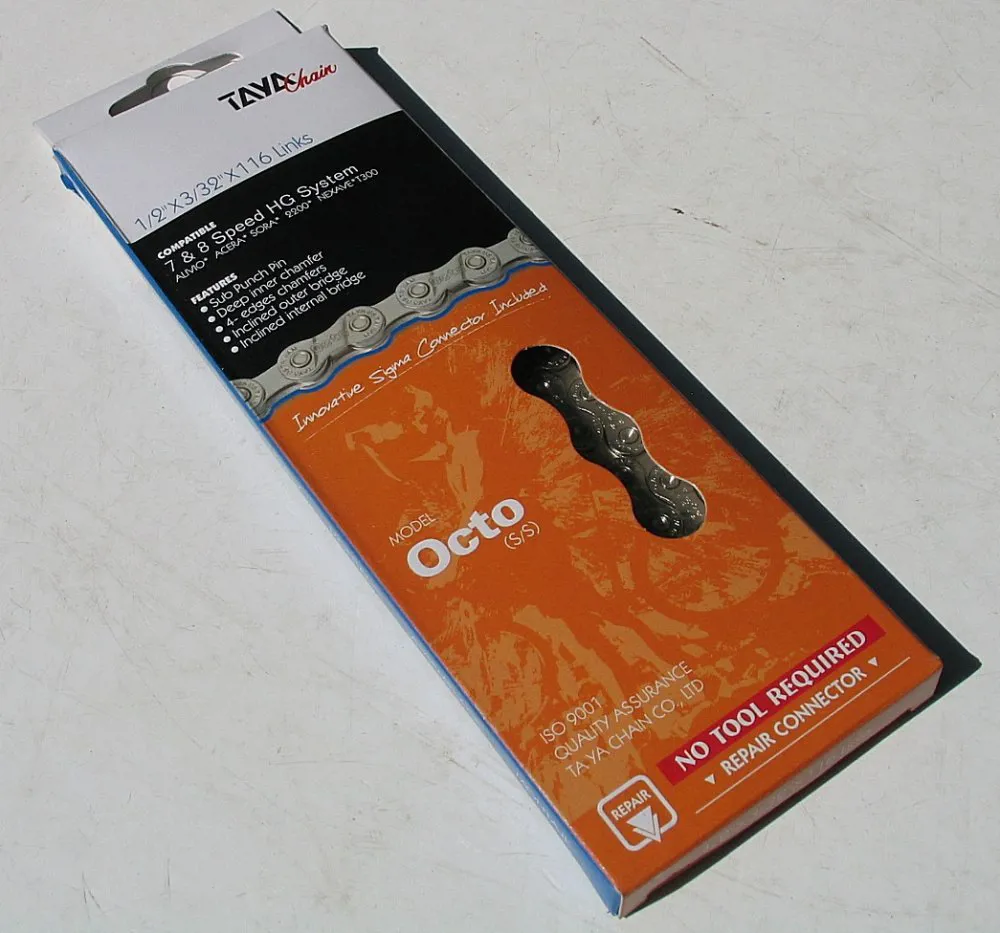 TAYA Chain
1/2"X3/32"X116 Links
COMPATIBLE
7 & 8 Speed HG System
ALIVIO* ACERA* SORA* 2200* NEXAVE*T300
FEATURES
• Sub Punch Pin
• Deep inner chamfer
• 4- edges chamfers
• Inclined outer bridge
• Inclined internal bridge
Innovative Sigma Connector Included
MODEL
Octo
(S/S)
ISO 9001
QUALITY ASSURANCE
TA YA CHAIN CO., LTD
NO TOOL REQUIRED
▼ REPAIR CONNECTOR ▼
REPAIR